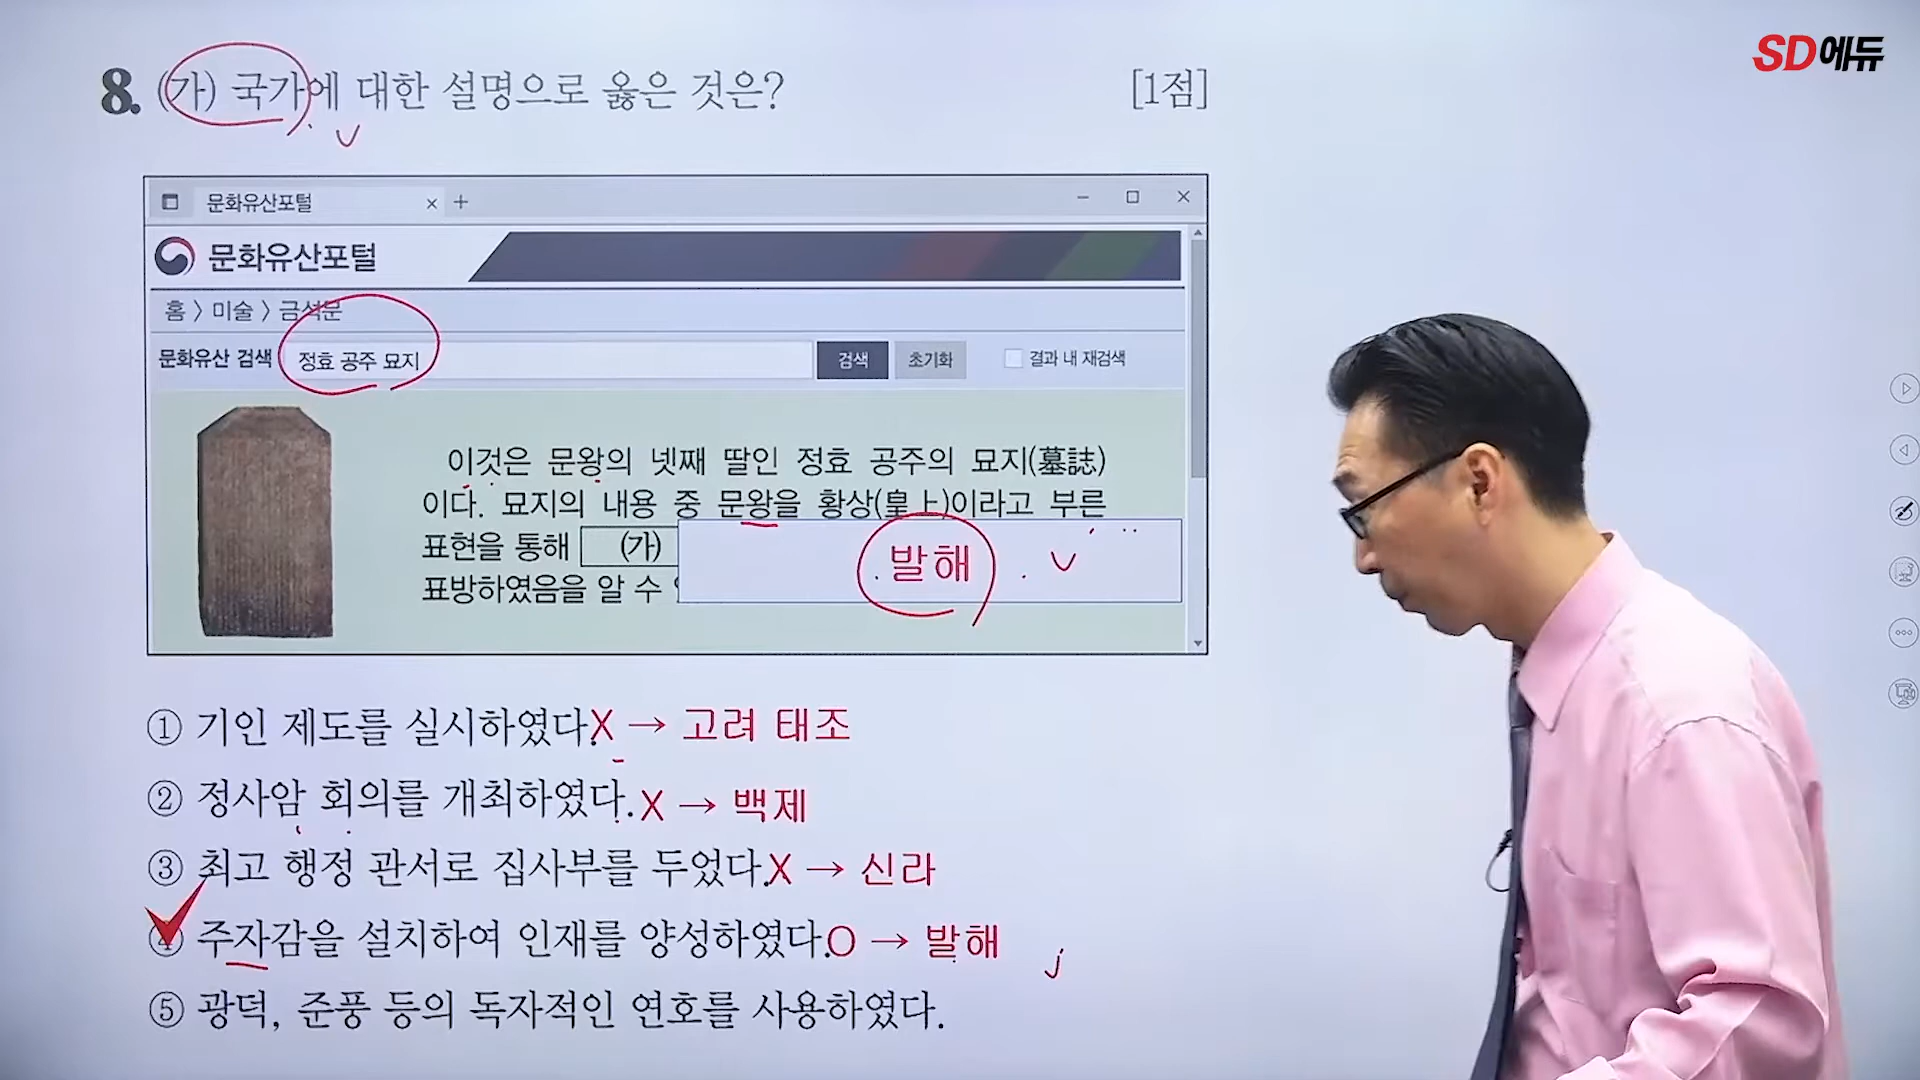 SD에듀
8. (가) 국가에 대한 설명으로 옳은 것은? [1점]
문화유산포털
문화유산포털
홈 > 미술 > 금석문
문화유산 검색 정효 공주 묘지 검색 초기화 결과 내 재검색
이것은 문왕의 넷째 딸인 정효 공주의 묘지(墓誌)
이다. 묘지의 내용 중 문왕을 황상(皇上)이라고 부른
표현을 통해 (가)
발해
표방하였음을 알 수
① 기인 제도를 실시하였다. X → 고려 태조
② 정사암 회의를 개최하였다. X → 백제
③ 최고 행정 관서로 집사부를 두었다. X → 신라
④ 주자감을 설치하여 인재를 양성하였다. O → 발해
⑤ 광덕, 준풍 등의 독자적인 연호를 사용하였다.